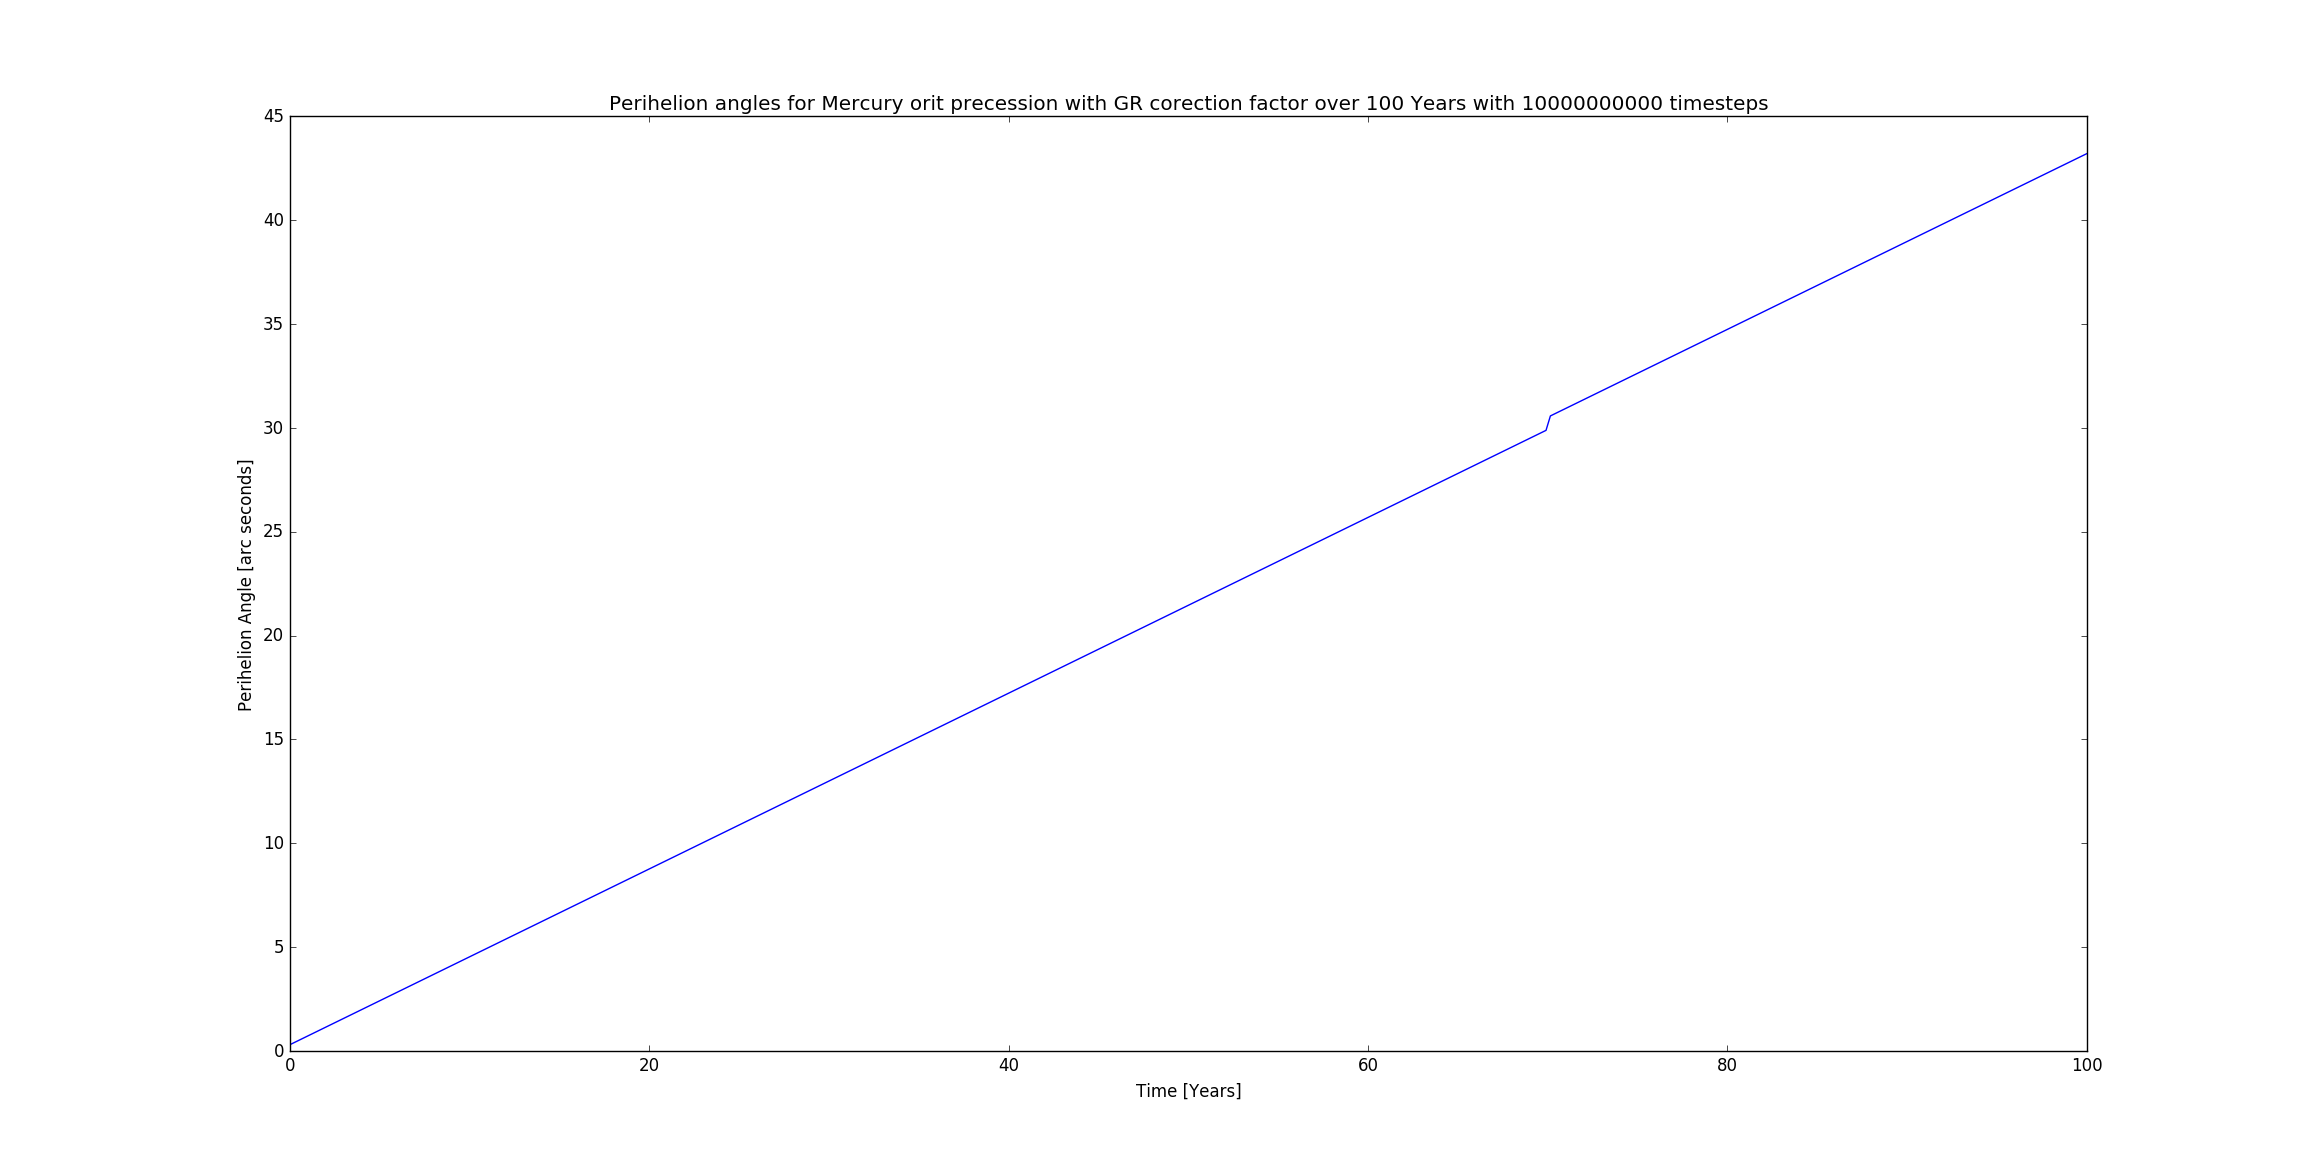 Perihelion angles for Mercury orit precession with GR corection factor over 100 Years with 10000000000 timesteps
45
40
35
30
25
20
15
10
5
0
Perihelion Angle [arc seconds]
0 20 40 60 80 100
Time [Years]